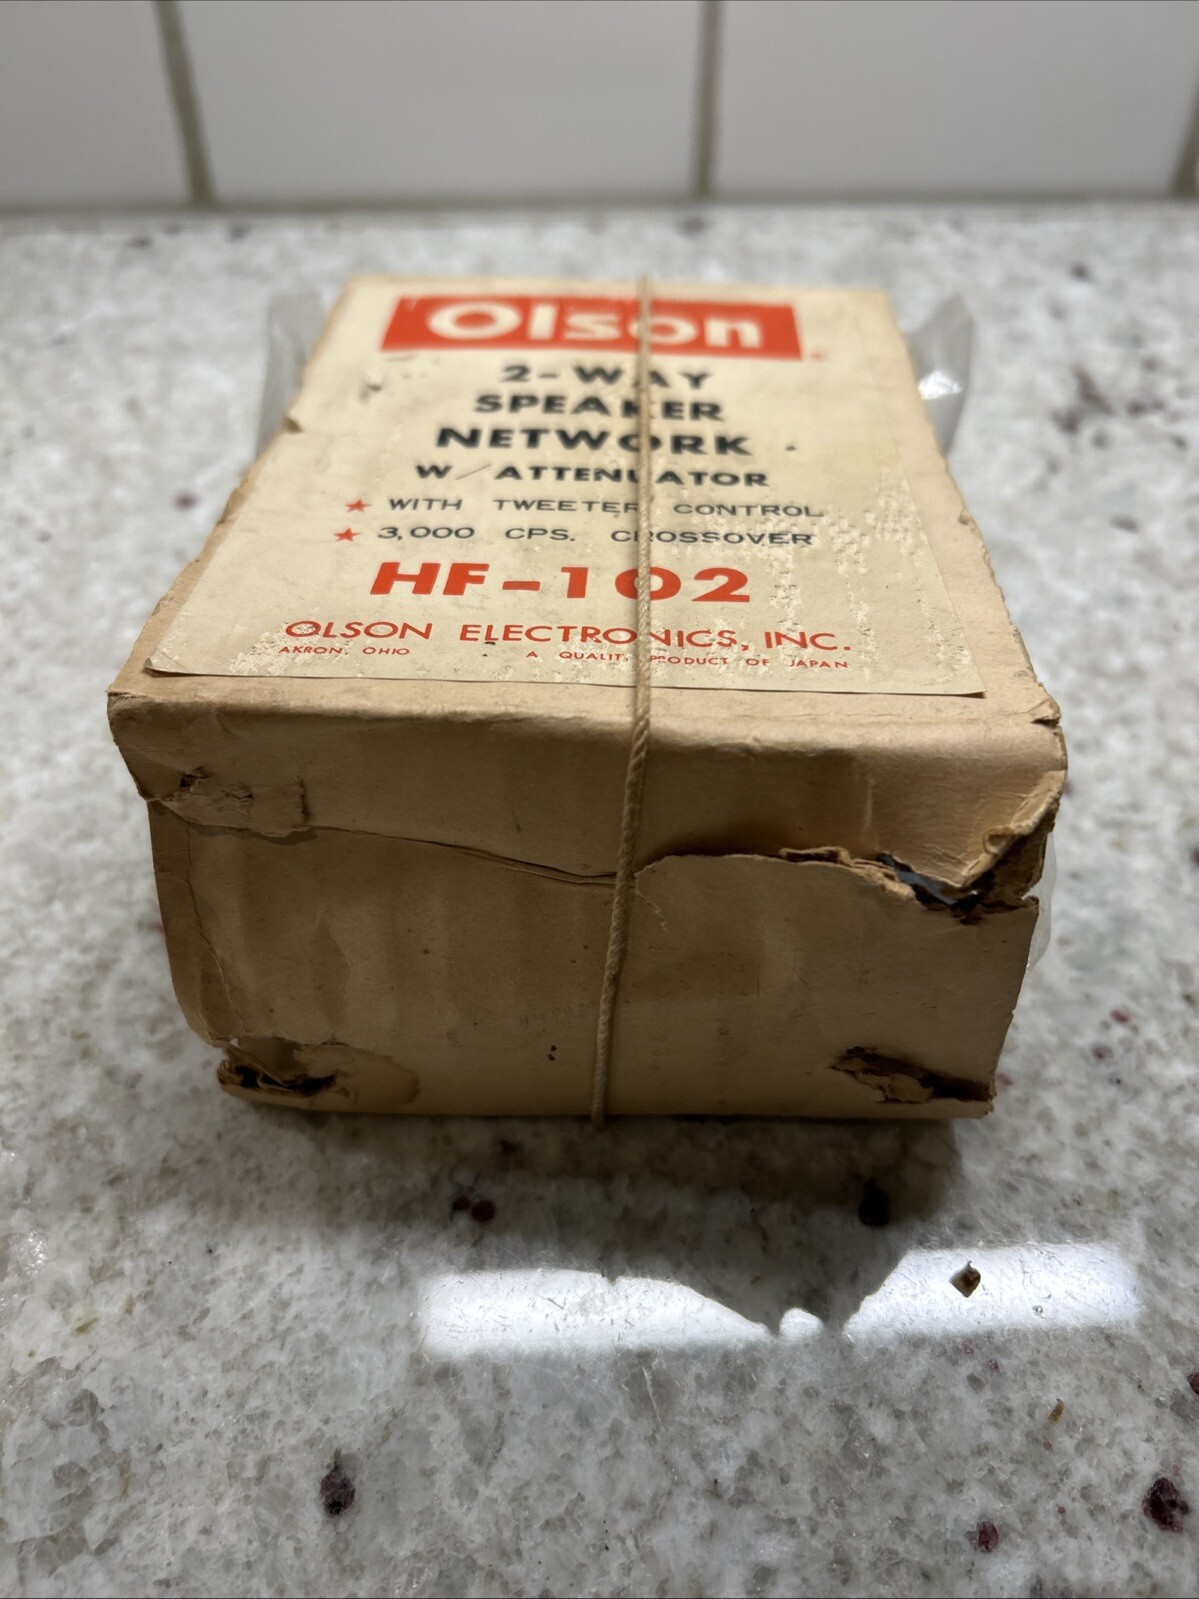 Olson
2-WAY
SPEAKER
NETWORK
W/ATTENUATOR
★ WITH TWEETER CONTROL
★ 3,000 CPS. CROSSOVER
HF-102
OLSON ELECTRONICS, INC.
AKRON, OHIO A QUALITY PRODUCT OF JAPAN